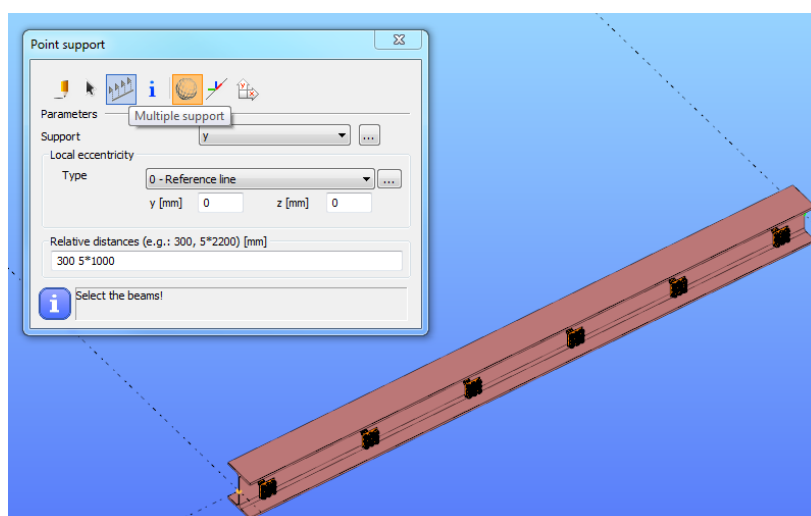 Point support
Parameters
Multiple support
Support
y
...
Local eccentricity
Type
0 - Reference line
...
y [mm]
0
z [mm]
0
Relative distances (e.g.: 300, 5*2200) [mm]
300 5*1000
Select the beams!